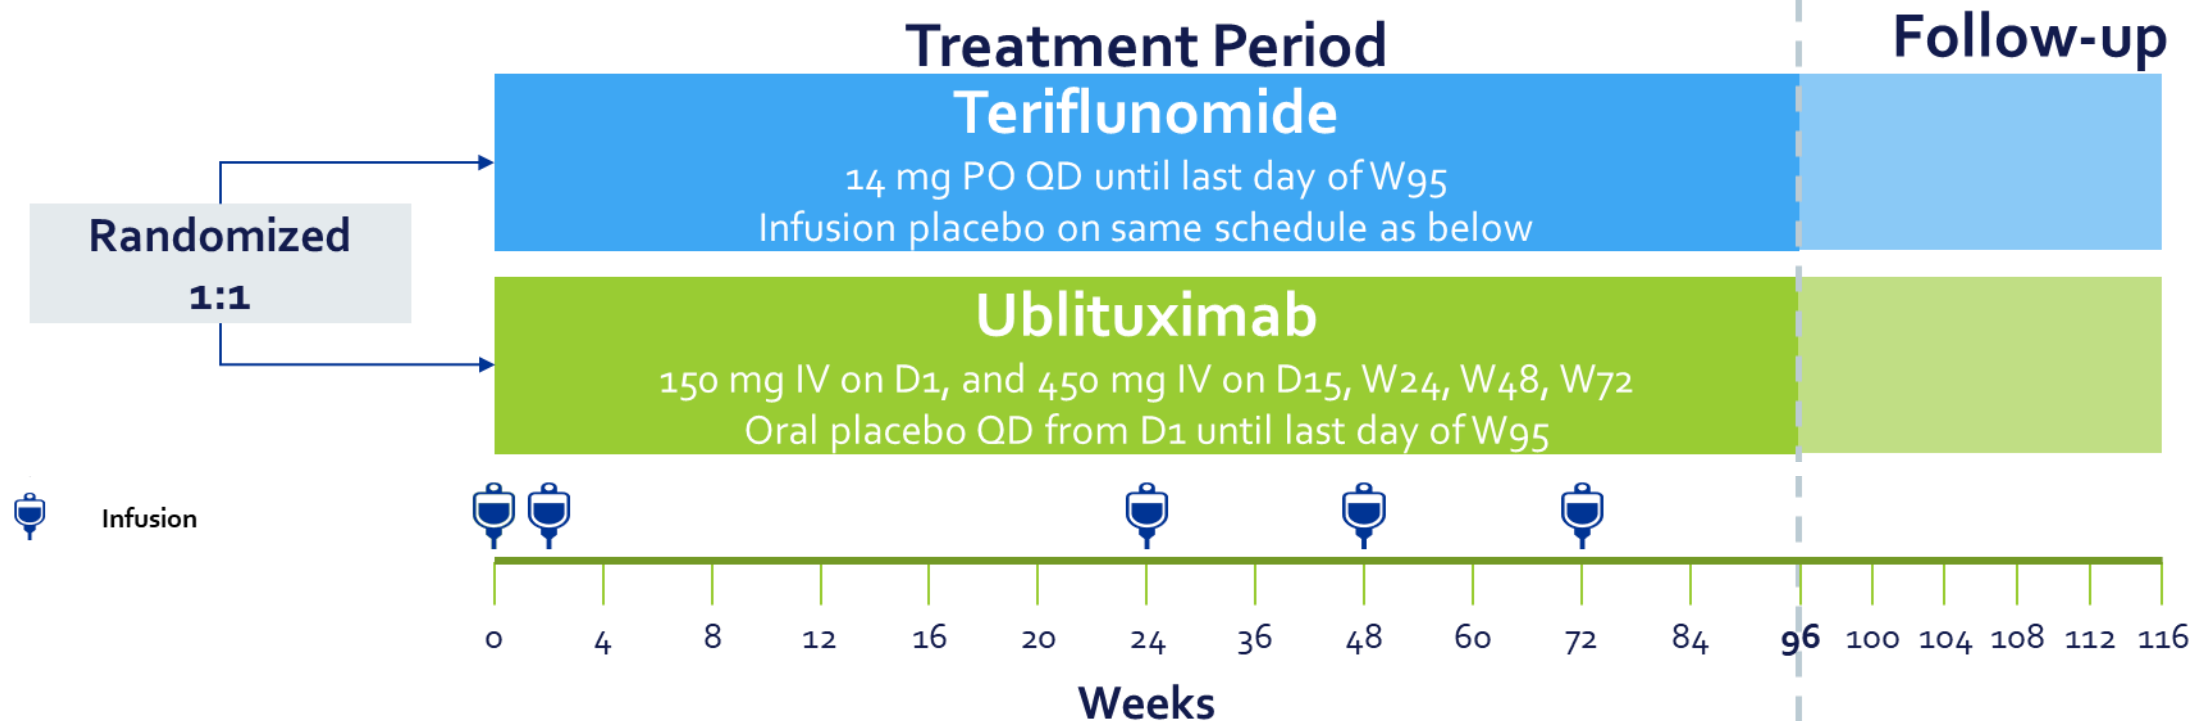 Treatment Period
Follow-up
Teriflunomide
14 mg PO QD until last day of W95
Infusion placebo on same schedule as below
Randomized
1:1
Ublituximab
150 mg IV on D1, and 450 mg IV on D15, W24, W48, W72
Oral placebo QD from D1 until last day of W95
Infusion
0 4 8 12 16 20 24 36 48 60 72 84 96 100 104 108 112 116
Weeks